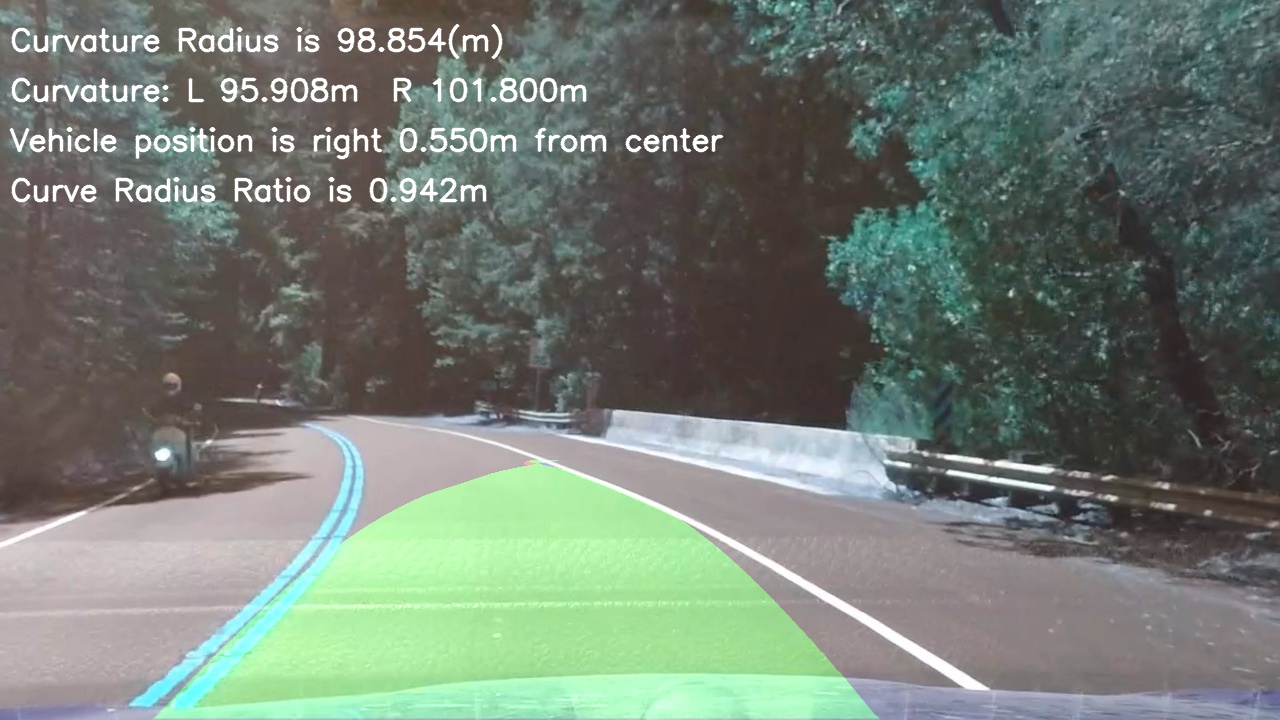 Curvature Radius is 98.854(m)
Curvature: L 95.908m R 101.800m
Vehicle position is right 0.550m from center
Curve Radius Ratio is 0.942m